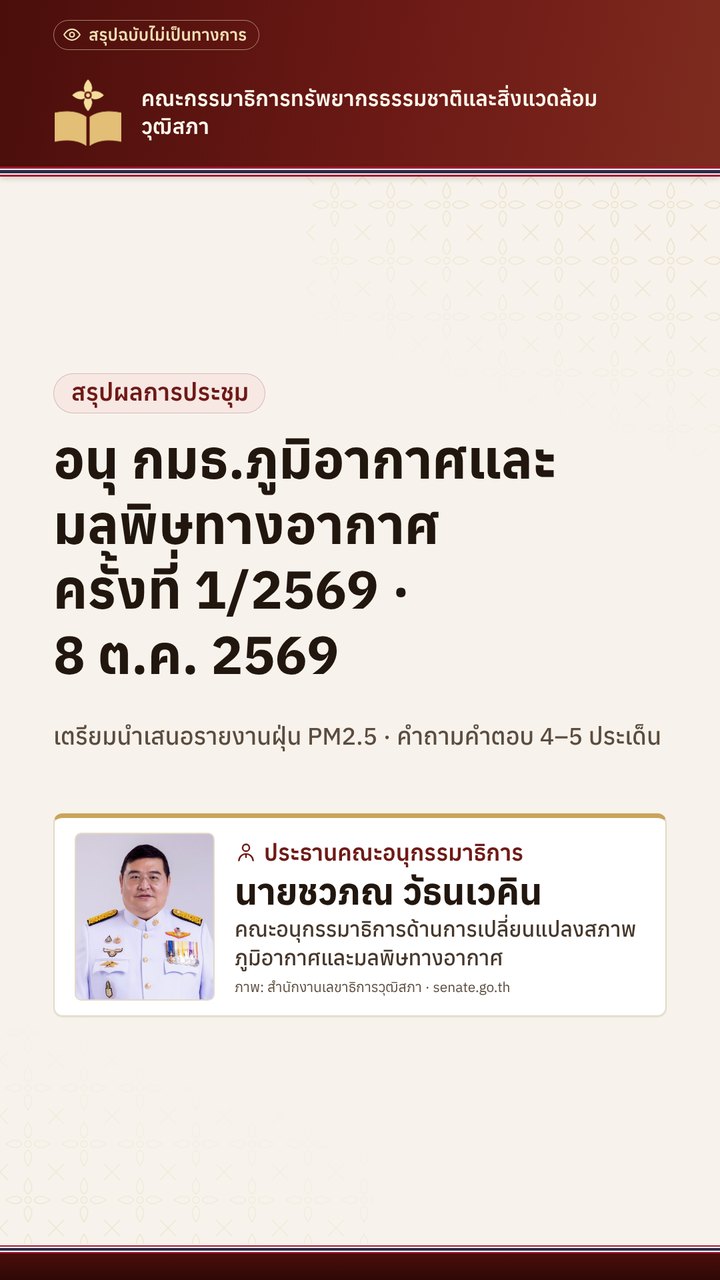 สรุปฉบับไม่เป็นทางการ
คณะกรรมาธิการทรัพยากรธรรมชาติและสิ่งแวดล้อม
วุฒิสภา
สรุปผลการประชุม
อนุ กมธ.ภูมิอากาศและ
มลพิษทางอากาศ
ครั้งที่ 1/2569 ·
8 ต.ค. 2569
เตรียมนำเสนอรายงานฝุ่น PM2.5 · คำถามคำตอบ 4–5 ประเด็น
ประธานคณะอนุกรรมาธิการ
นายชวภณ วัธนเวคิน
คณะอนุกรรมาธิการด้านการเปลี่ยนแปลงสภาพ
ภูมิอากาศและมลพิษทางอากาศ
ภาพ: สำนักงานเลขาธิการวุฒิสภา · senate.go.th